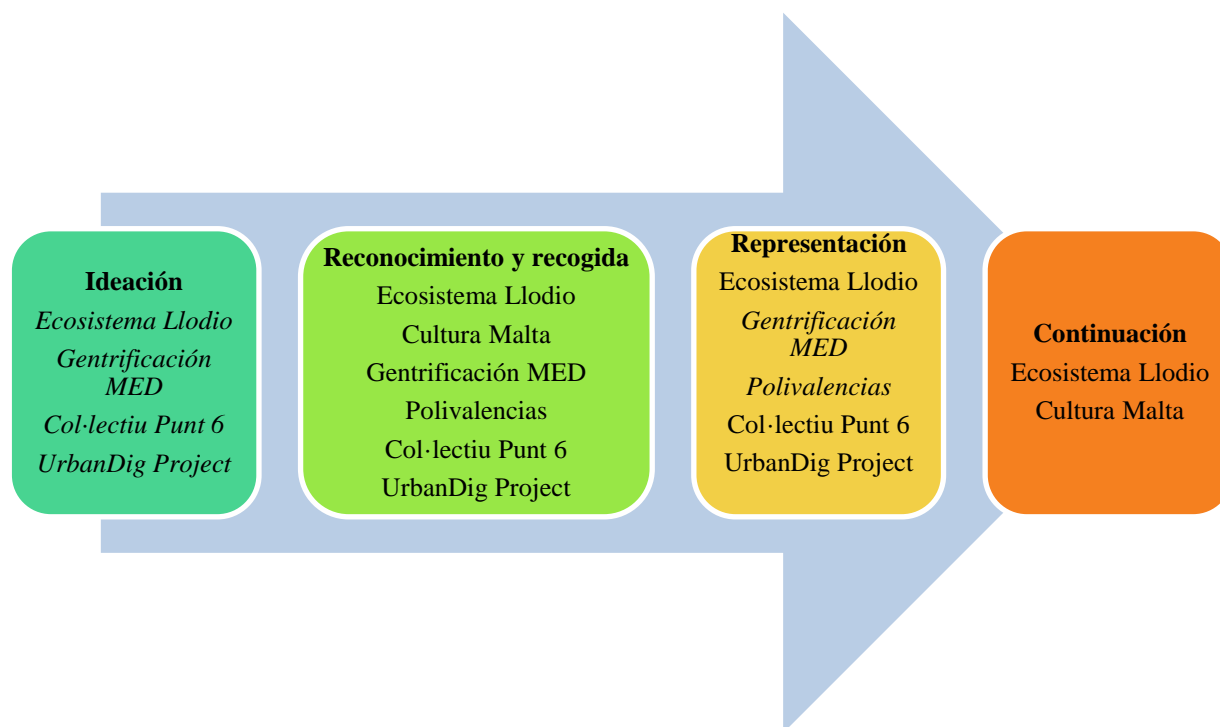 Ideación
Ecosistema Llodio
Gentrificación
MED
Col·lectiu Punt 6
UrbanDig Project
Reconocimiento y recogida
Ecosistema Llodio
Cultura Malta
Gentrificación MED
Polivalencias
Col·lectiu Punt 6
UrbanDig Project
Representación
Ecosistema Llodio
Gentrificación
MED
Polivalencias
Col·lectiu Punt 6
UrbanDig Project
Continuación
Ecosistema Llodio
Cultura Malta